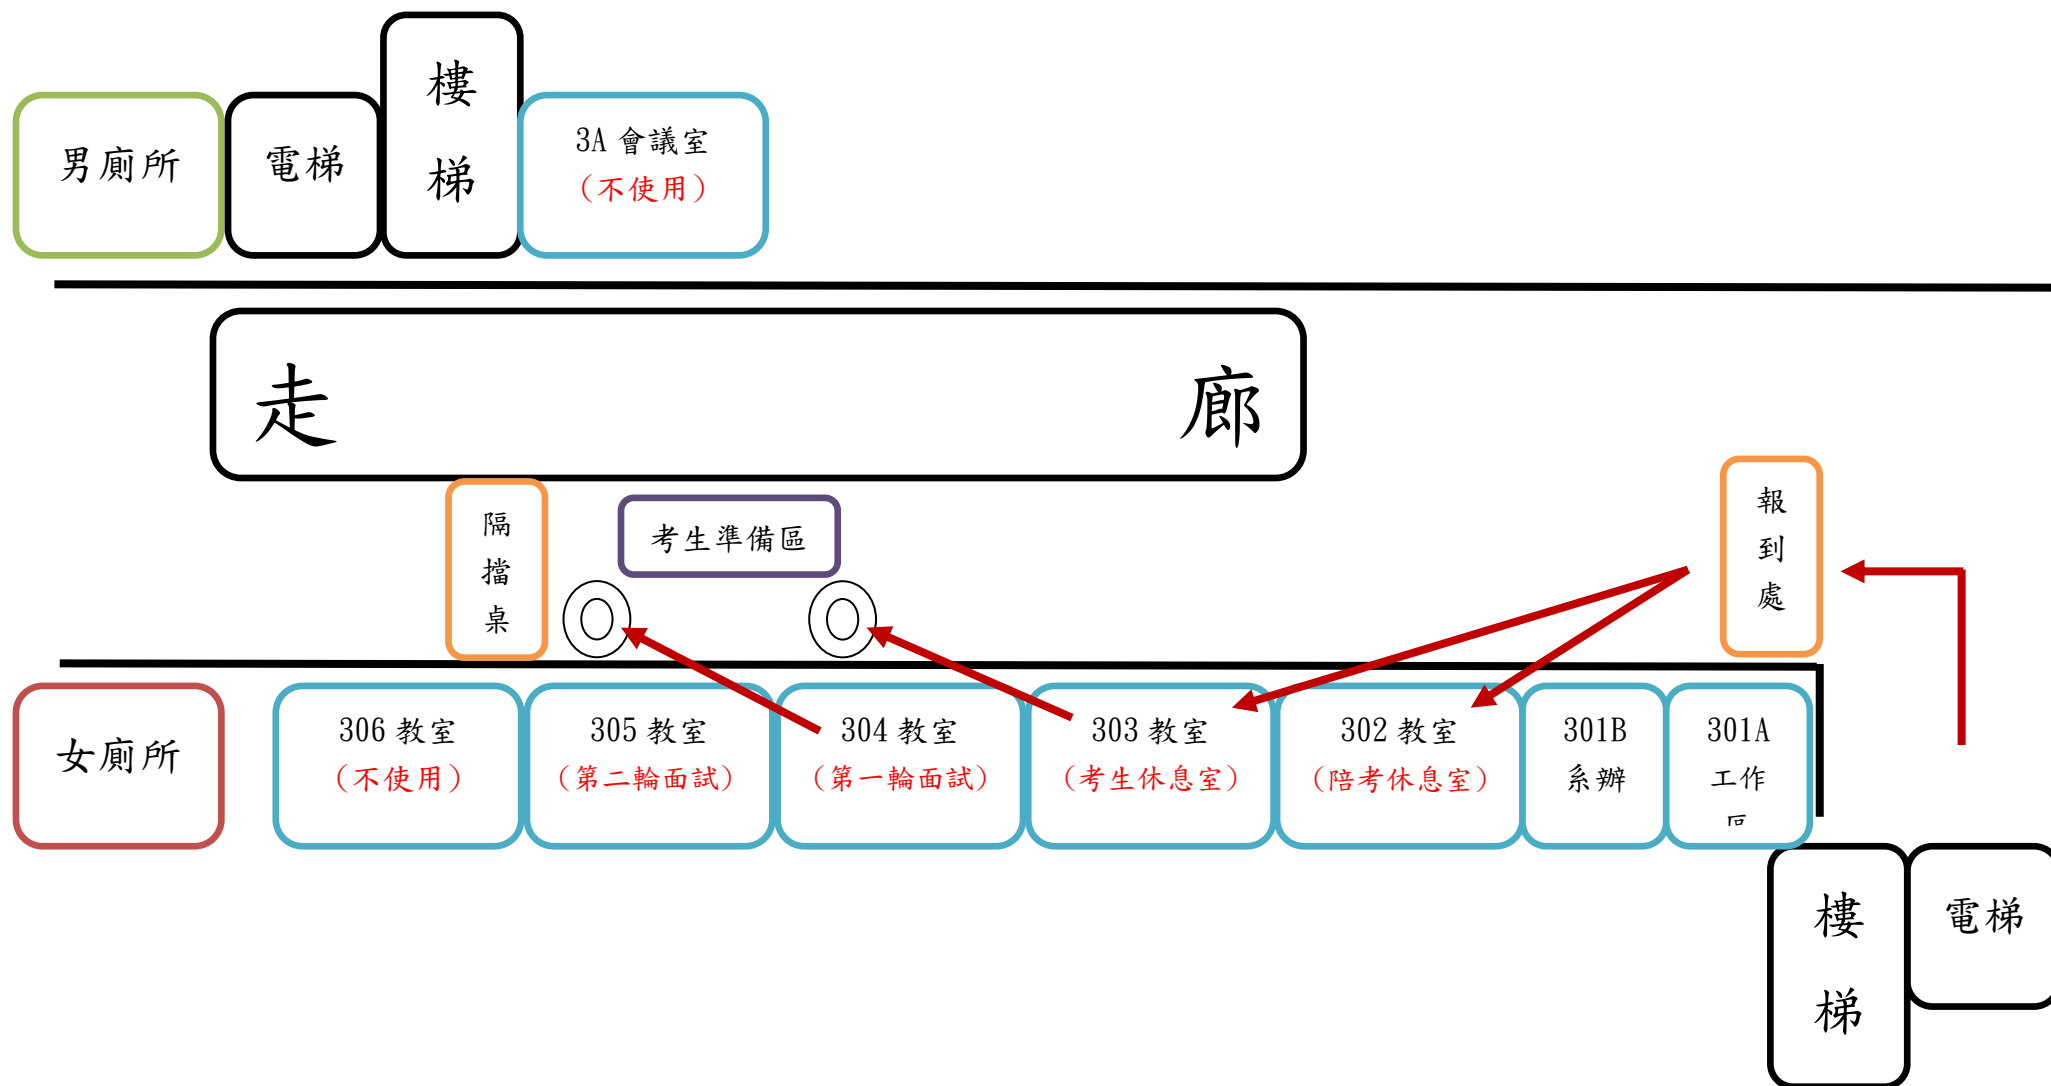 樓
梯
男廁所
電梯
3A 會議室
(不使用)
走
廊
隔
擋
桌
考生準備區
報
到
處
女廁所
306 教室
(不使用)
305 教室
(第二輪面試)
304 教室
(第一輪面試)
303 教室
(考生休息室)
302 教室
(陪考休息室)
301B
系辦
301A
工作
區
樓
梯
電梯